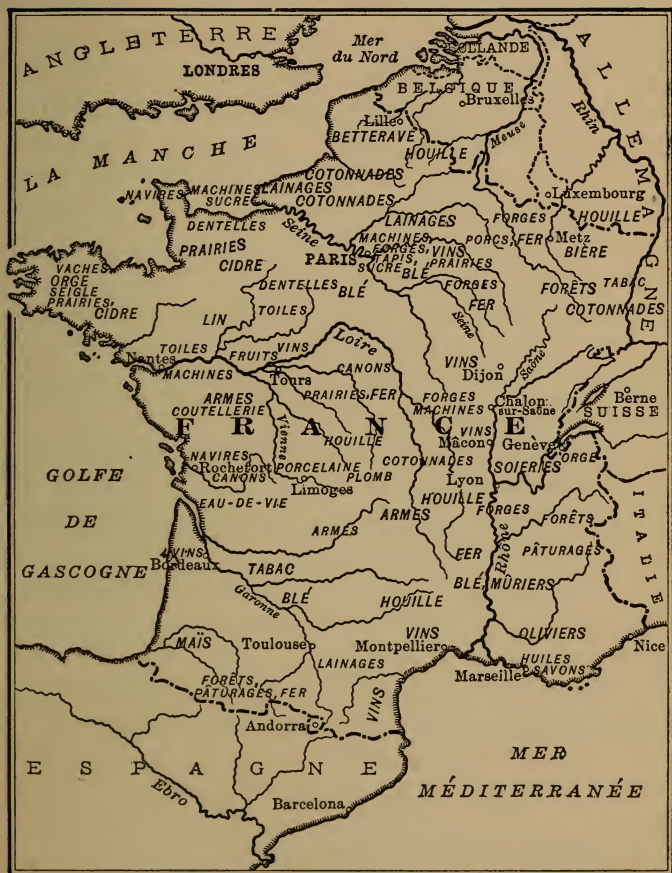 ANGLETERRE
LONDRES
Mer
du Nord
HOLLANDE
ALLEMAGNE
BELGIQUE
Bruxelles
Rhin
Lille
BETTERAVE
HOUILLE
Meuse
LA MANCHE
COTONNADES
Luxembourg
NAVIRES
MACHINES
SUCRE
LAINAGES
COTONNADES
HOUILLE
DENTELLES
Seine
LAINAGES
FORGES
PORCS, FER
Metz
PRAIRIES
CIDRE
PARIS
MACHINES
FORGES,
TAPIS,
SUCRE
VINS
PRAIRIES
BLÉ
BIÈRE
VACHES
ORGE
SEIGLE
PRAIRIES,
CIDRE
DENTELLES
BLÉ
FORGES
FER
FORÊTS
TABAC
COTONNADES
LIN
TOILES
Seine
TOILES
Nantes
FRUITS
VINS
Loire
VINS
Dijon
Saône
MACHINES
Tours
CANONS
ARMES
COUTELLERIE
PRAIRIES, FER
FORGES
MACHINES
Chalon
sur-Saône
Berne
SUISSE
FRANCE
Vienne
HOUILLE
VINS
Mâcon
Genève
ORGE
NAVIRES
Rochefort
CANONS
PORCELAINE
Limoges
PLOMB
COTONNADES
Lyon
SOIERIES
GOLFE
DE
GASCOGNE
EAU-DE-VIE
ARMES
ARMES
HOUILLE
FORGES
FORÊTS
ITADIE
VINS
Bordeaux
TABAC
EER
Rhône
PÂTURAGES
Garonne
BLÉ
HOUILLE
BLÉ, MÛRIERS
MAÏS
Toulouse
LAINAGES
VINS
Montpellier
OLIVIERS
Nice
HUILES
SAVONS
Marseille
FORÊTS,
PÂTURAGES, FER
VINS
Andorra
ESPAGNE
Ebro
Barcelona
MER
MÉDITERRANÉE